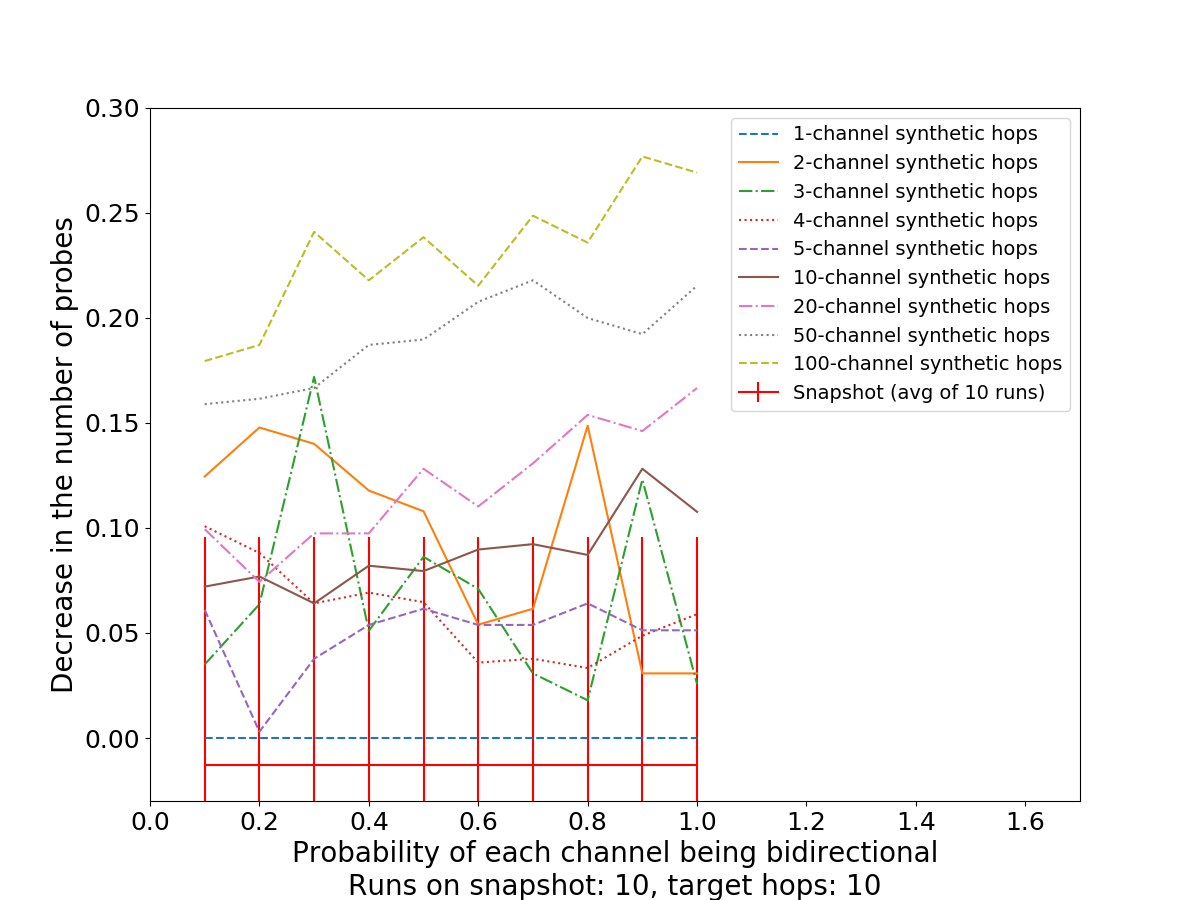 0.30
0.25
0.20
0.15
0.10
0.05
0.00
Decrease in the number of probes
1-channel synthetic hops
2-channel synthetic hops
3-channel synthetic hops
4-channel synthetic hops
5-channel synthetic hops
10-channel synthetic hops
20-channel synthetic hops
50-channel synthetic hops
100-channel synthetic hops
Snapshot (avg of 10 runs)
0.0 0.2 0.4 0.6 0.8 1.0 1.2 1.4 1.6
Probability of each channel being bidirectional
Runs on snapshot: 10, target hops: 10